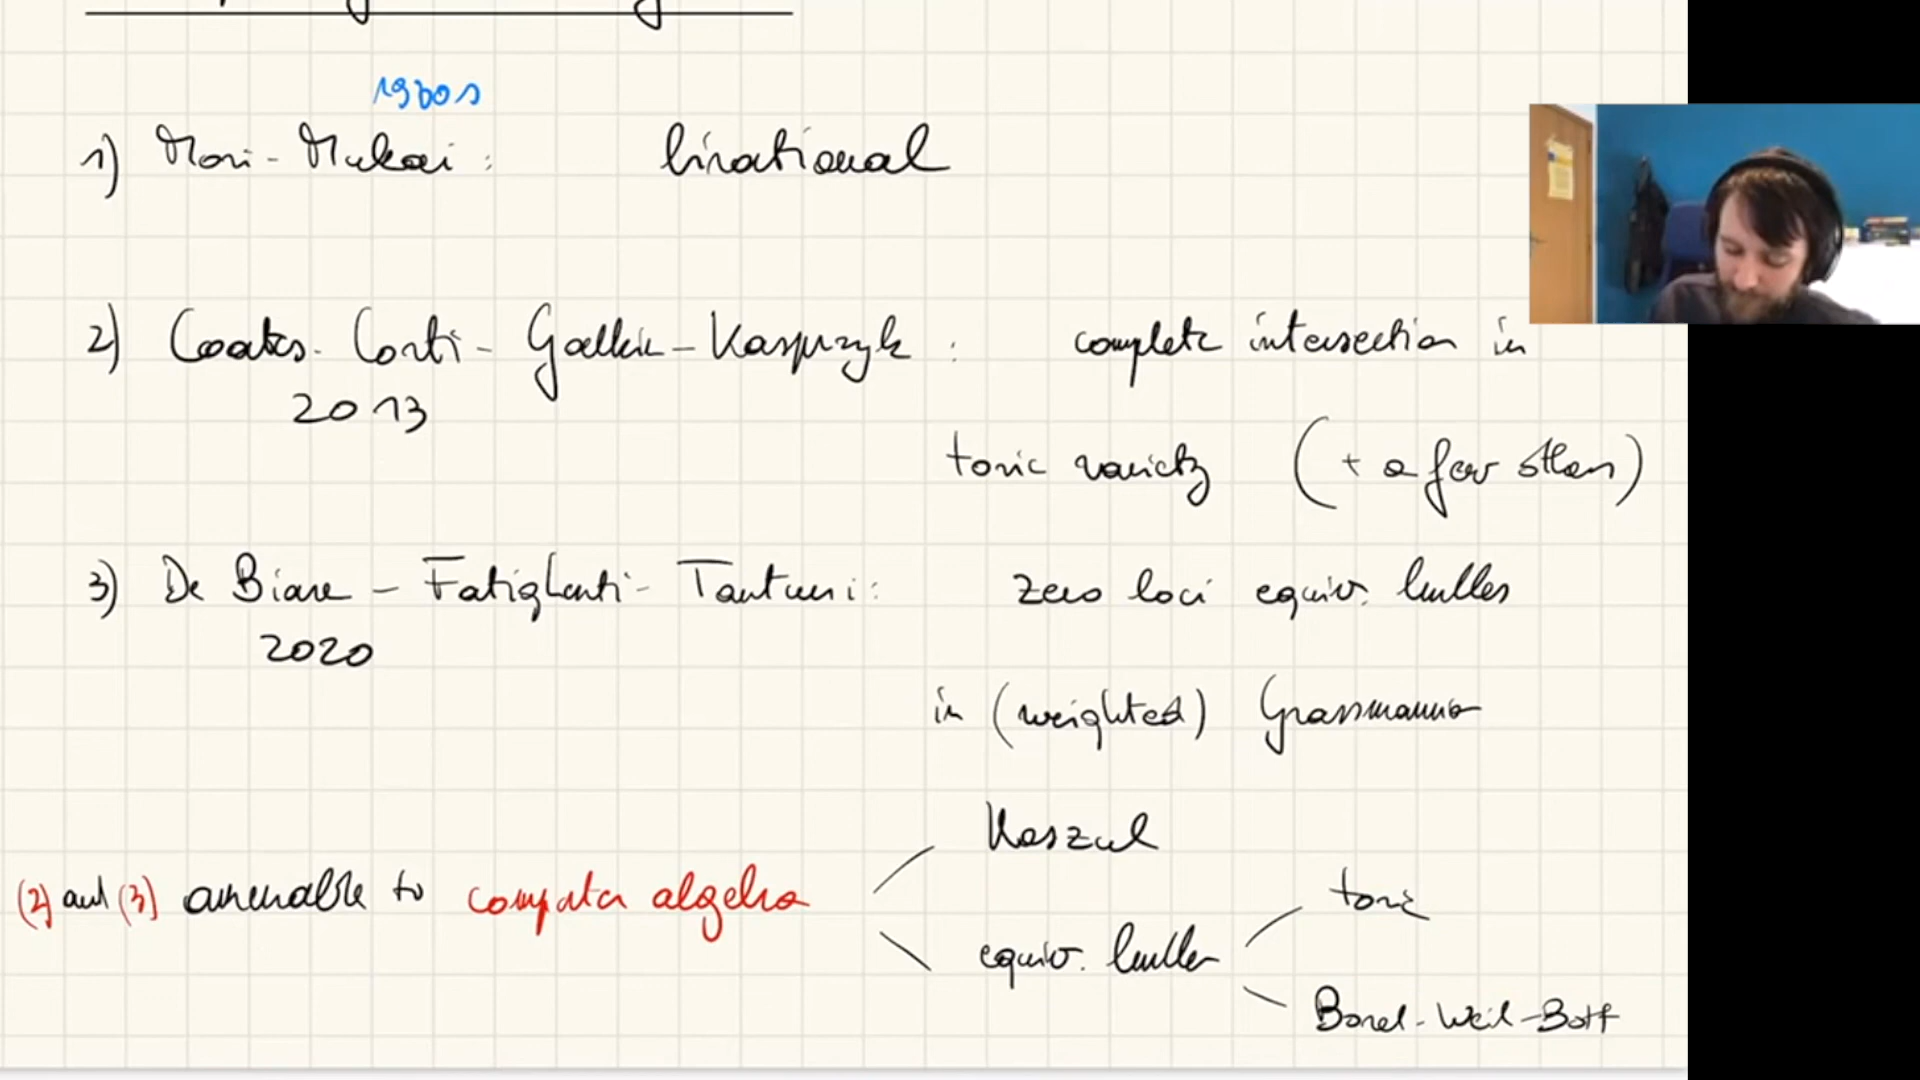 1980s
1) Mori-Mukai: birational
2) Coates-Corti-Galkin-Kasprzyk: complete intersection in
2013
toric variety (+ a few others)
3) De Biase-Fatighenti-Tanturri: zero loci equiv. bundles
2020
in (weighted) Grassmannia
Koszul
(2) and (3) amenable to computer algebra
toric
equiv. bundles
Borel-Weil-Bott